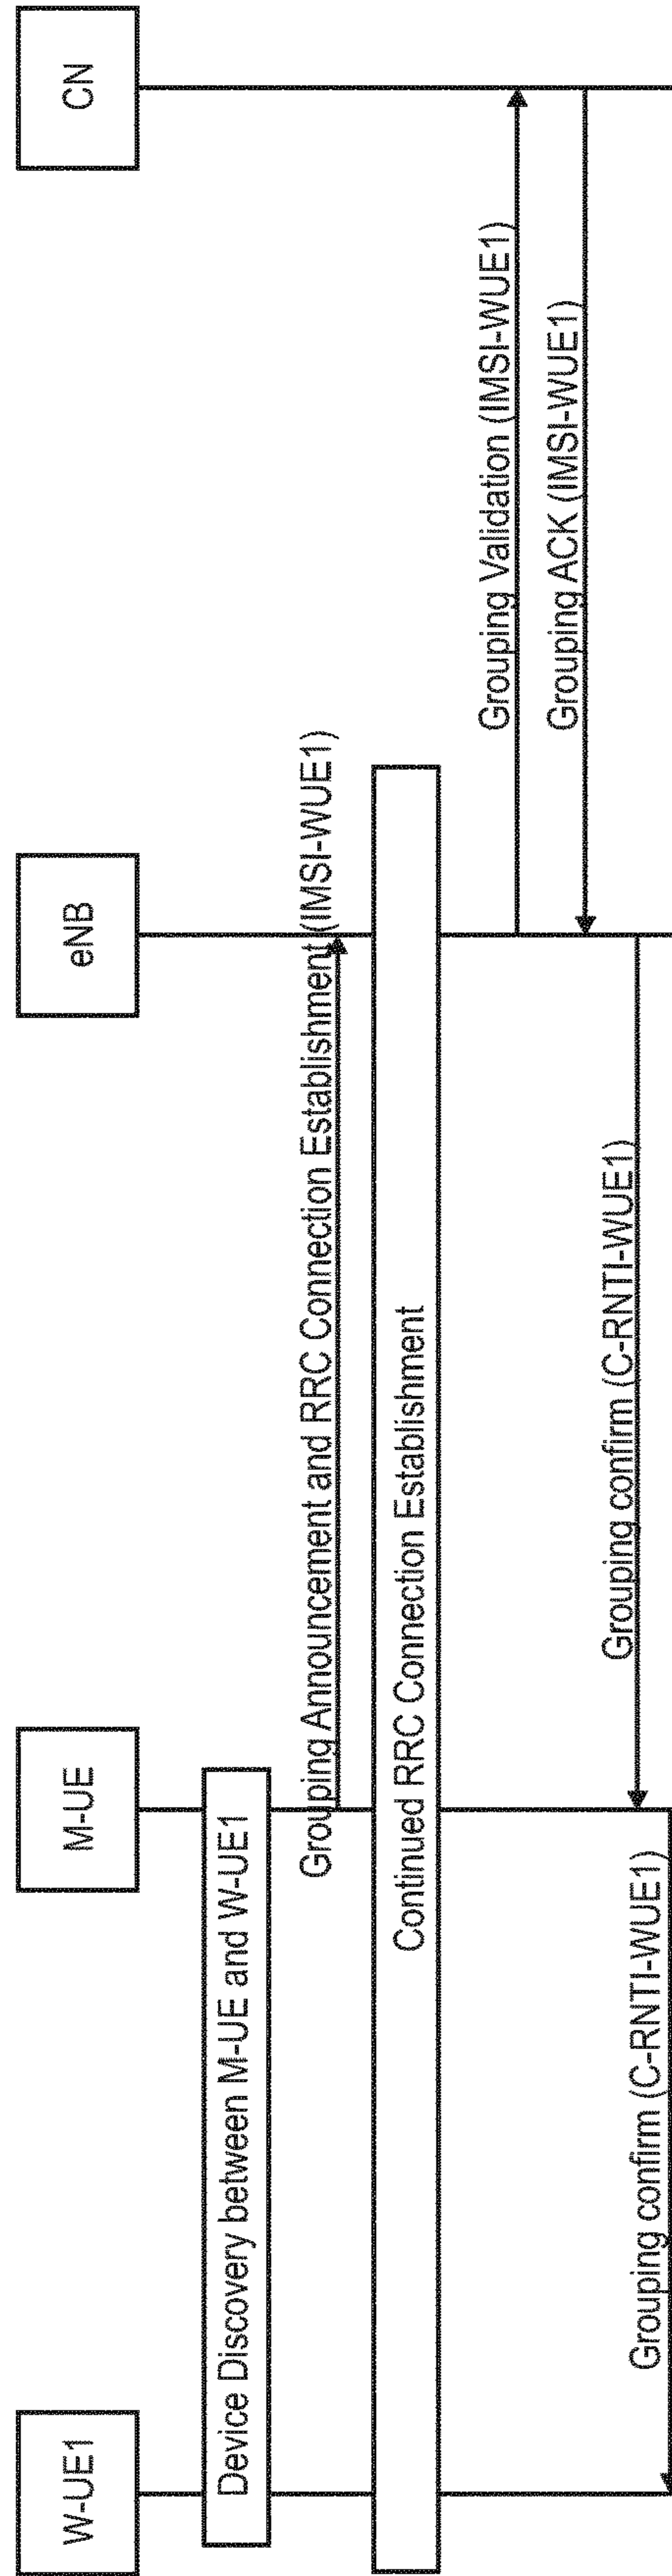 W-UE1
M-UE
eNB
CN
Device Discovery between M-UE and W-UE1
Grouping Announcement and RRC Connection Establishment (IMSI-WUE1)
Continued RRC Connection Establishment
Grouping Validation (IMSI-WUE1)
Grouping ACK (IMSI-WUE1)
Grouping confirm (C-RNTI-WUE1)
Grouping confirm (C-RNTI-WUE1)